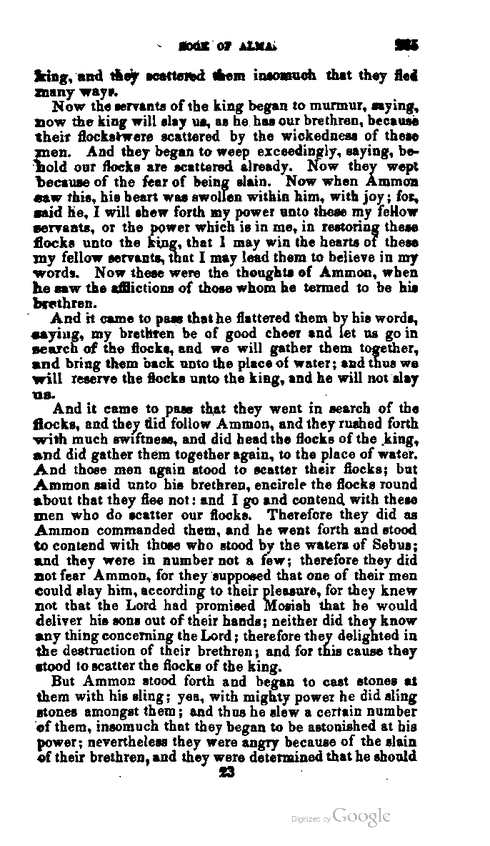 BOOK OF ALMA. 265
king, and they scattered them insomuch that they fled
many ways.
Now the servants of the king began to murmur, saying,
now the king will slay us, as he has our brethren, because
their flocks were scattered by the wickedness of these
men. And they began to weep exceedingly, saying, be-
hold our flocks are scattered already. Now they wept
because of the fear of being slain. Now when Ammon
saw this, his heart was swollen within him, with joy; for,
said he, I will shew forth my power unto these my fellow
servants, or the power which is in me, in restoring these
flocks unto the king, that I may win the hearts of these
my fellow servants, that I may lead them to believe in my
words. Now these were the thoughts of Ammon, when
he saw the afflictions of those whom he termed to be his
brethren.
And it came to pass that he flattered them by his words,
saying, my brethren be of good cheer and let us go in
search of the flocks, and we will gather them together,
and bring them back unto the place of water; and thus we
will reserve the flocks unto the king, and he will not slay
us.
And it came to pass that they went in search of the
flocks, and they did follow Ammon, and they rushed forth
with much swiftness, and did head the flocks of the king,
and did gather them together again, to the place of water.
And those men again stood to scatter their flocks; but
Ammon said unto his brethren, encircle the flocks round
about that they flee not: and I go and contend with these
men who do scatter our flocks. Therefore they did as
Ammon commanded them, and he went forth and stood
to contend with those who stood by the waters of Sebus;
and they were in number not a few; therefore they did
not fear Ammon, for they supposed that one of their men
could slay him, according to their pleasure, for they knew
not that the Lord had promised Mosiah that he would
deliver his sons out of their hands; neither did they know
any thing concerning the Lord; therefore they delighted in
the destruction of their brethren; and for this cause they
stood to scatter the flocks of the king.
But Ammon stood forth and began to cast stones at
them with his sling; yea, with mighty power he did sling
stones amongst them; and thus he slew a certain number
of them, insomuch that they began to be astonished at his
power; nevertheless they were angry because of the slain
of their brethren, and they were determined that he should
23
Digitized by Google